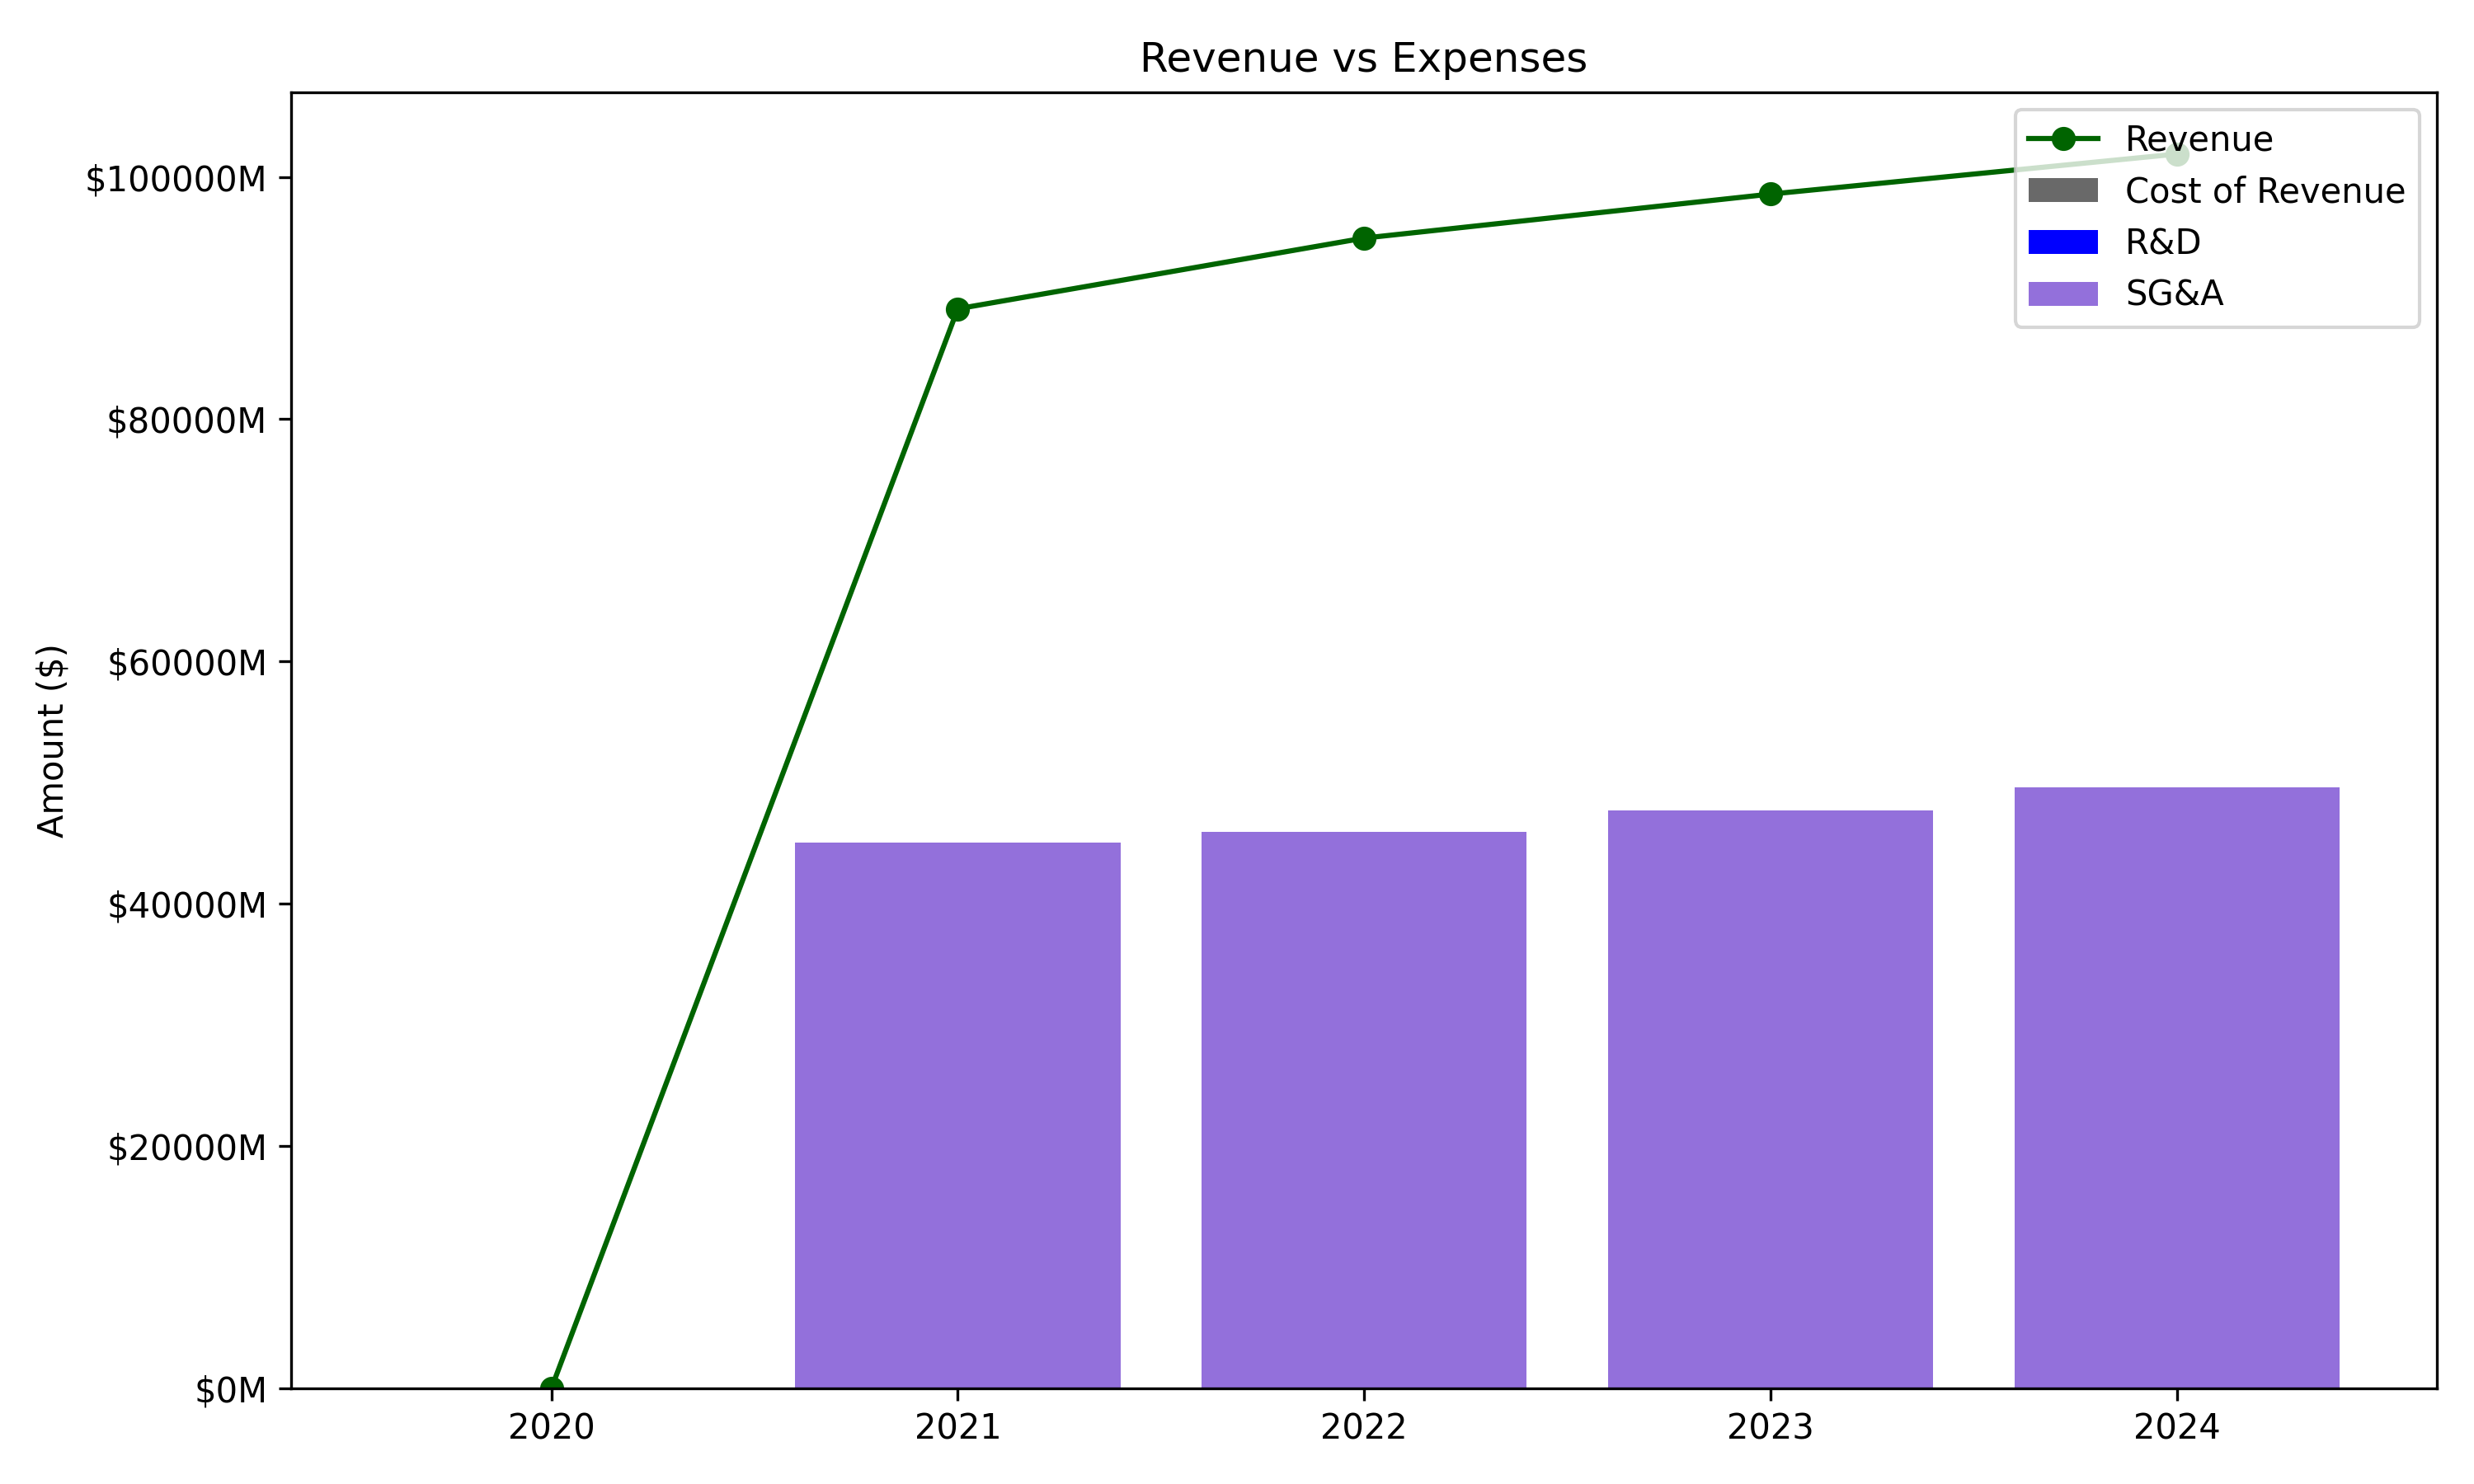 Revenue vs Expenses
Revenue
Cost of Revenue
R&D
SG&A
$100000M
$80000M
$60000M
$40000M
$20000M
$0M
Amount ($)
2020
2021
2022
2023
2024